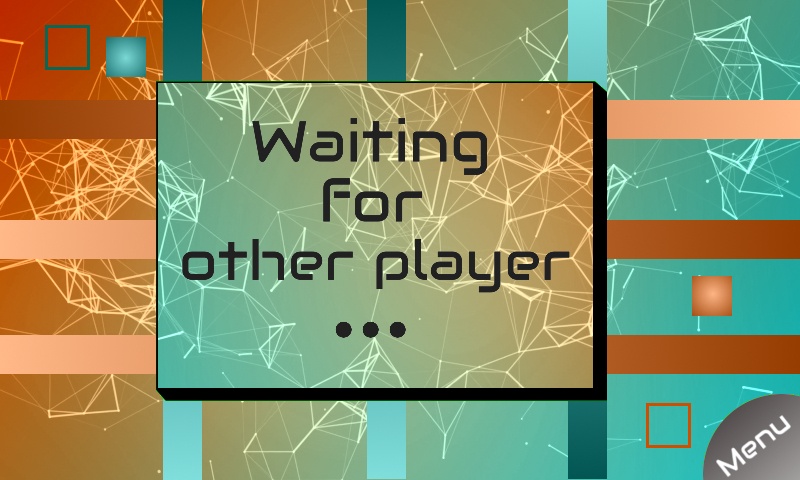 Waiting
for
other player
...
Menu